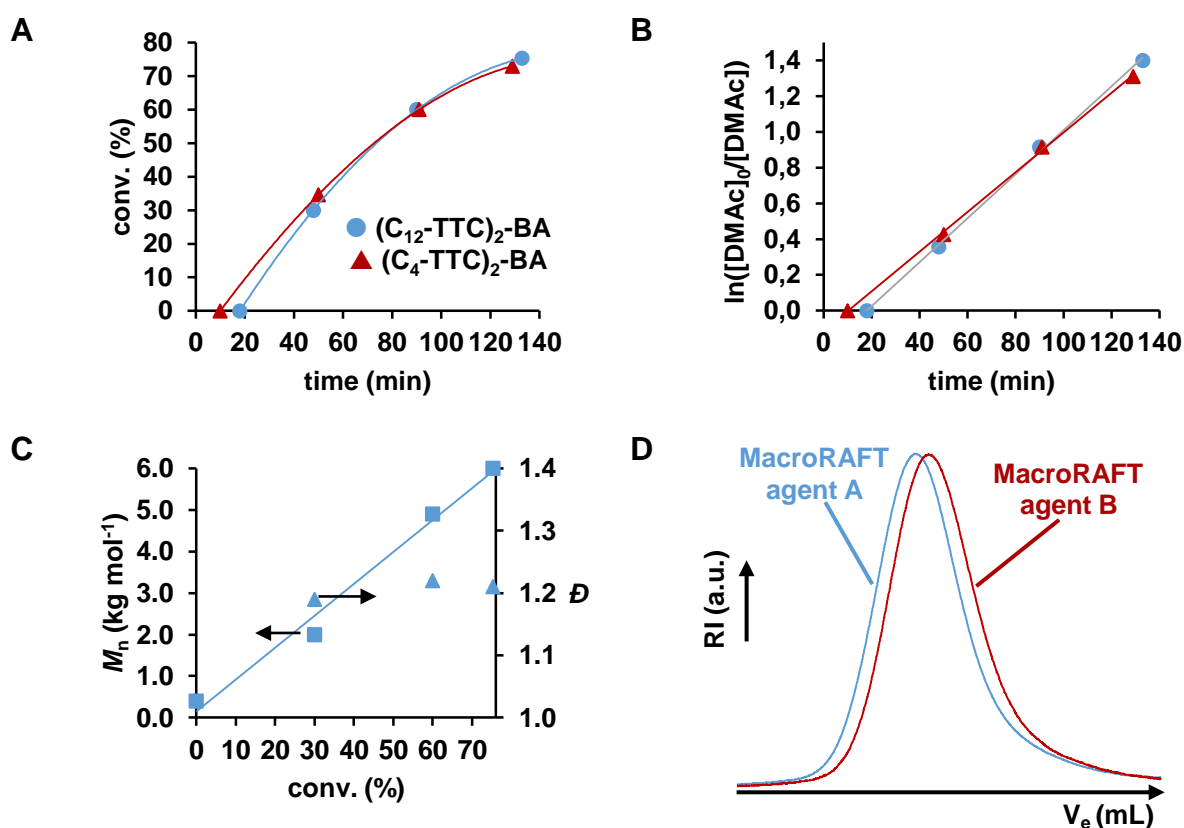 A
80
70
60
50
40
30
20
10
0
conv. (%)
(C12-TTC)2-BA
(C4-TTC)2-BA
0 20 40 60 80 100 120 140
time (min)
B
1,4
1,2
1,0
0,8
0,6
0,4
0,2
0,0
ln([DMAc]0/[DMAc])
0 20 40 60 80 100 120 140
time (min)
C
6.0
5.0
4.0
3.0
2.0
1.0
0.0
Mn (kg mol-1)
1.4
1.3
1.2
1.1
1.0
Đ
0 10 20 30 40 50 60 70
conv. (%)
D
MacroRAFT
agent A
MacroRAFT
agent B
RI (a.u.)
Ve (mL)